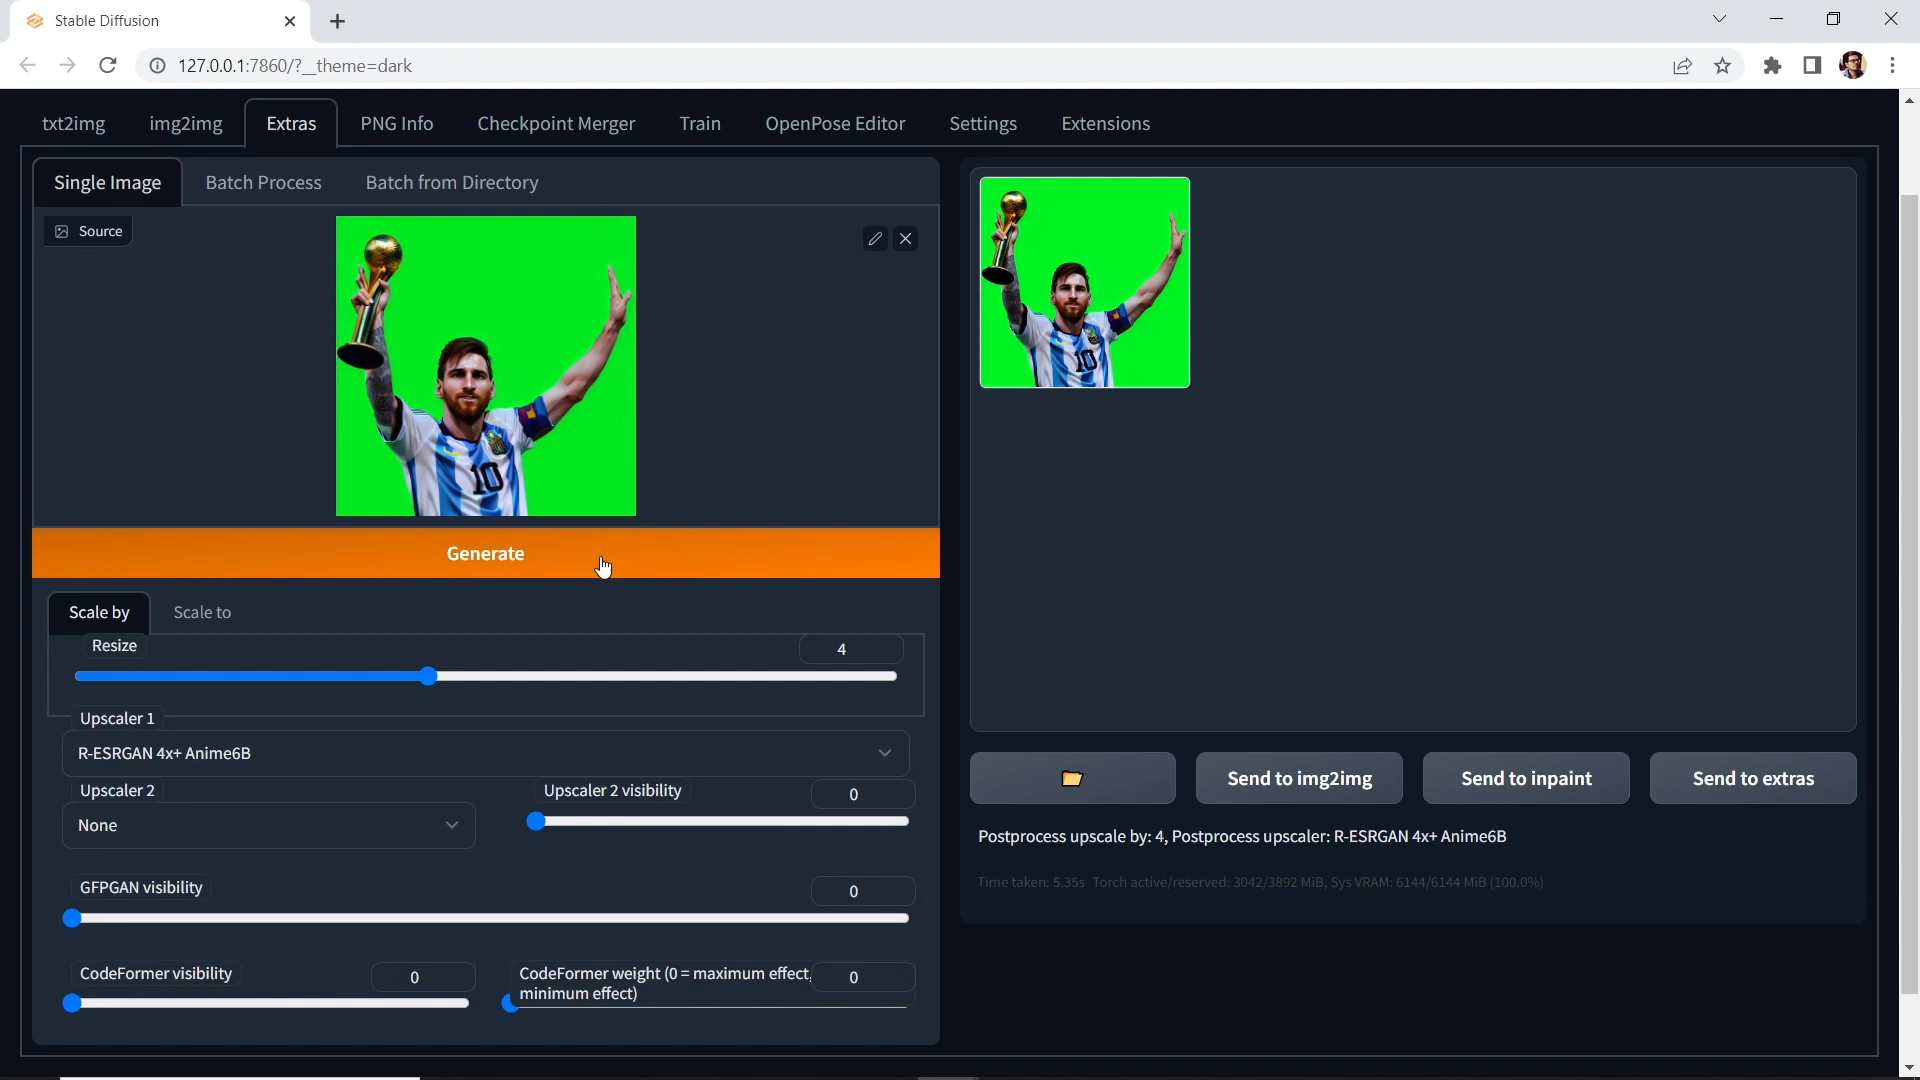 Stable Diffusion
127.0.0.1:7860/?__theme=dark
txt2img img2img Extras PNG Info Checkpoint Merger Train OpenPose Editor Settings Extensions
Single Image Batch Process Batch from Directory
Source
10
10
Generate
Scale by Scale to
Resize 4
Upscaler 1
R-ESRGAN 4x+ Anime6B
Upscaler 2
None
Upscaler 2 visibility 0
GFPGAN visibility 0
CodeFormer visibility 0
CodeFormer weight (0 = maximum effect,
minimum effect)
0
Send to img2img Send to inpaint Send to extras
Postprocess upscale by: 4, Postprocess upscaler: R-ESRGAN 4x+ Anime6B
Time taken: 5.35s Torch active/reserved: 3042/3892 MiB, Sys VRAM: 6144/6144 MiB (100.0%)